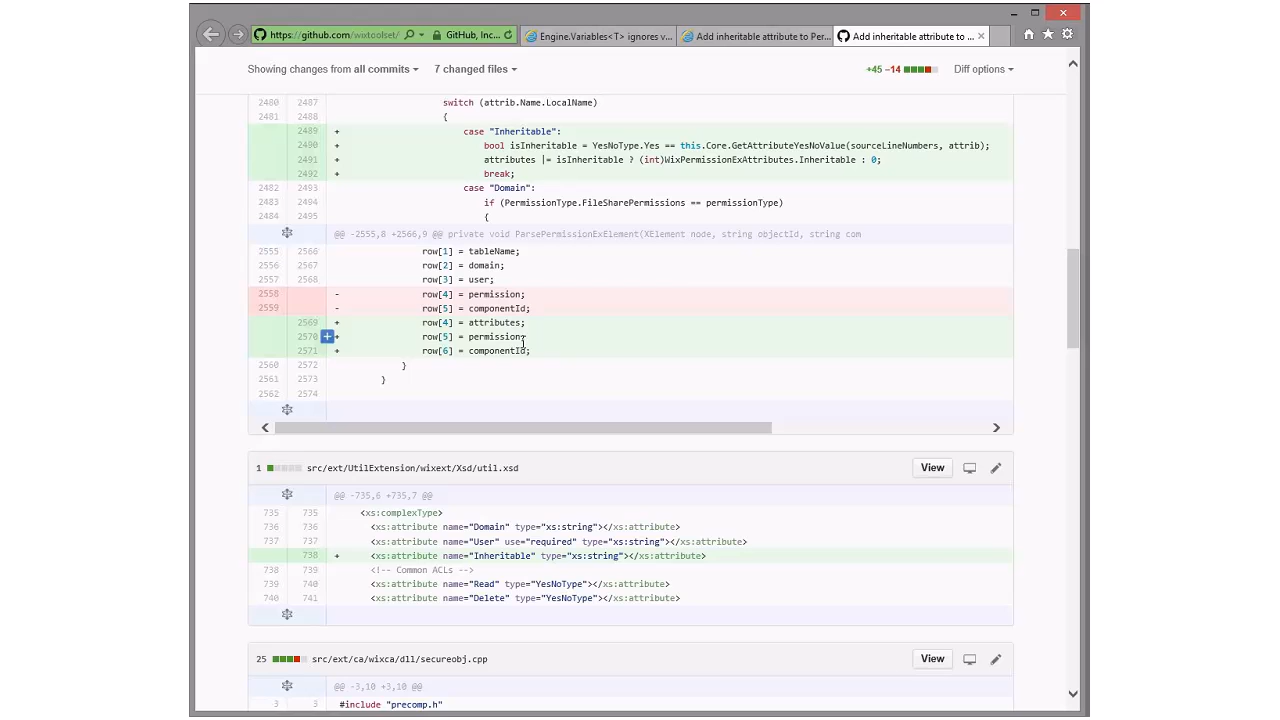 https://github.com/wixtoolset/ GitHub, Inc... Engine.Variables<T> ignores v... Add inheritable attribute to Per... Add inheritable attribute to ...
Showing changes from all commits 7 changed files +45 −14 Diff options
2480 2487 switch (attrib.Name.LocalName)
2481 2488 {
2489 + case "Inheritable":
2490 + bool isInheritable = YesNoType.Yes == this.Core.GetAttributeYesNoValue(sourceLineNumbers, attrib);
2491 + attributes |= isInheritable ? (int)WixPermissionExAttributes.Inheritable : 0;
2492 + break;
2482 2493 case "Domain":
2483 2494 if (PermissionType.FileSharePermissions == permissionType)
2484 2495 {
@@ -2555,8 +2566,9 @@ private void ParsePermissionExElement(XElement node, string objectId, string com
2555 2566 row[1] = tableName;
2556 2567 row[2] = domain;
2557 2568 row[3] = user;
2558 - row[4] = permission;
2559 - row[5] = componentId;
2569 + row[4] = attributes;
2570 + row[5] = permission;
2571 + row[6] = componentId;
2560 2572 }
2561 2573 }
2562 2574
1 src/ext/UtilExtension/wixext/Xsd/util.xsd View
@@ -735,6 +735,7 @@
735 735 <xs:complexType>
736 736 <xs:attribute name="Domain" type="xs:string"></xs:attribute>
737 737 <xs:attribute name="User" use="required" type="xs:string"></xs:attribute>
738 + <xs:attribute name="Inheritable" type="xs:string"></xs:attribute>
738 739 <!-- Common ACLs -->
739 740 <xs:attribute name="Read" type="YesNoType"></xs:attribute>
740 741 <xs:attribute name="Delete" type="YesNoType"></xs:attribute>
25 src/ext/ca/wixca/dll/secureobj.cpp View
@@ -3,10 +3,10 @@
3 3 #include "precomp.h"